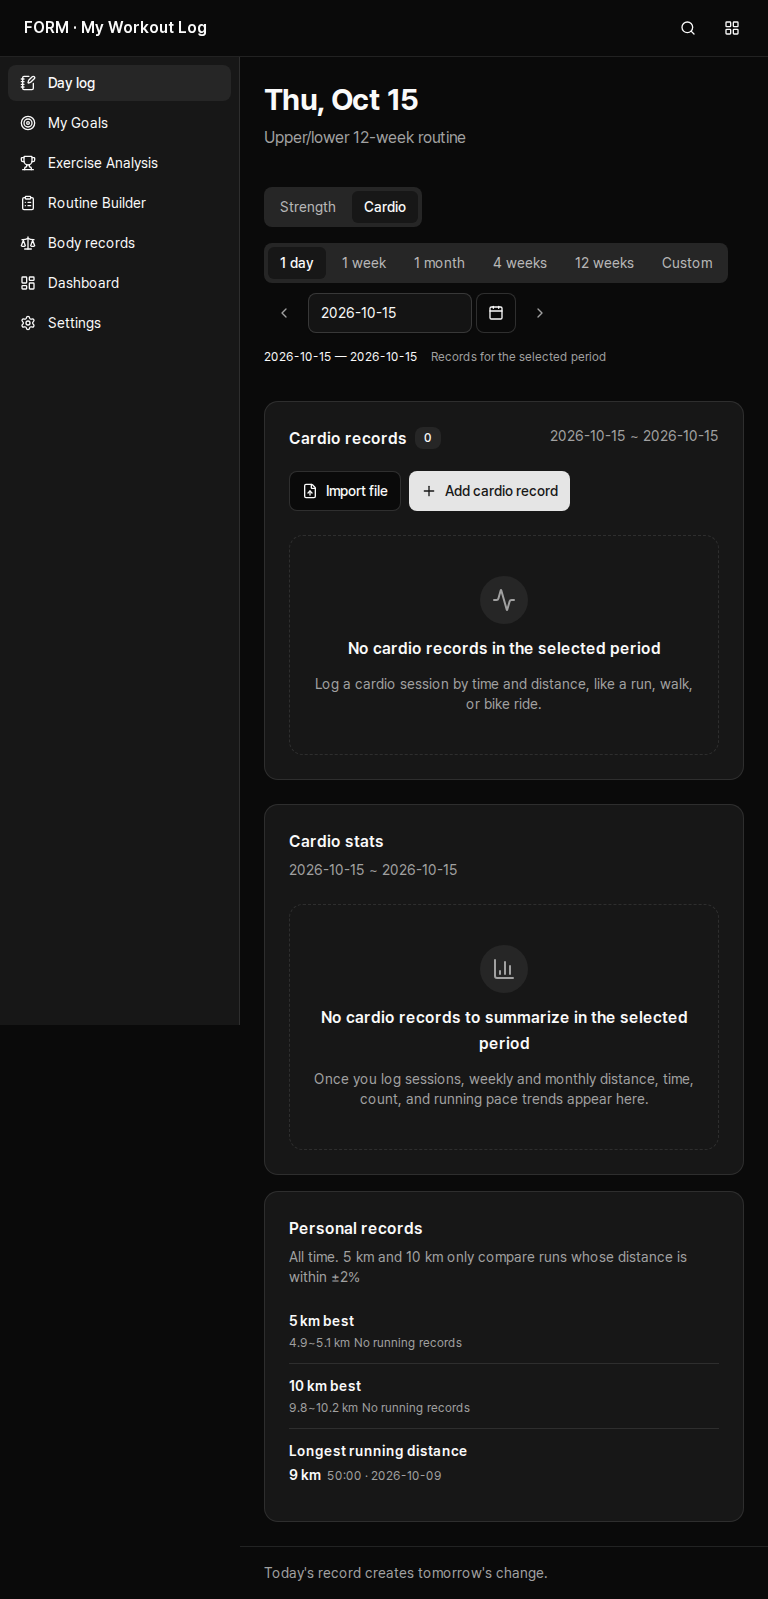 FORM · My Workout Log
Day log
My Goals
Exercise Analysis
Routine Builder
Body records
Dashboard
Settings
Thu, Oct 15
Upper/lower 12-week routine
Strength
Cardio
1 day
1 week
1 month
4 weeks
12 weeks
Custom
2026-10-15
2026-10-15 — 2026-10-15
Records for the selected period
Cardio records
0
2026-10-15 ~ 2026-10-15
Import file
Add cardio record
No cardio records in the selected period
Log a cardio session by time and distance, like a run, walk,
or bike ride.
Cardio stats
2026-10-15 ~ 2026-10-15
No cardio records to summarize in the selected
period
Once you log sessions, weekly and monthly distance, time,
count, and running pace trends appear here.
Personal records
All time. 5 km and 10 km only compare runs whose distance is
within ±2%
5 km best
4.9~5.1 km No running records
10 km best
9.8~10.2 km No running records
Longest running distance
9 km 50:00 · 2026-10-09
Today's record creates tomorrow's change.